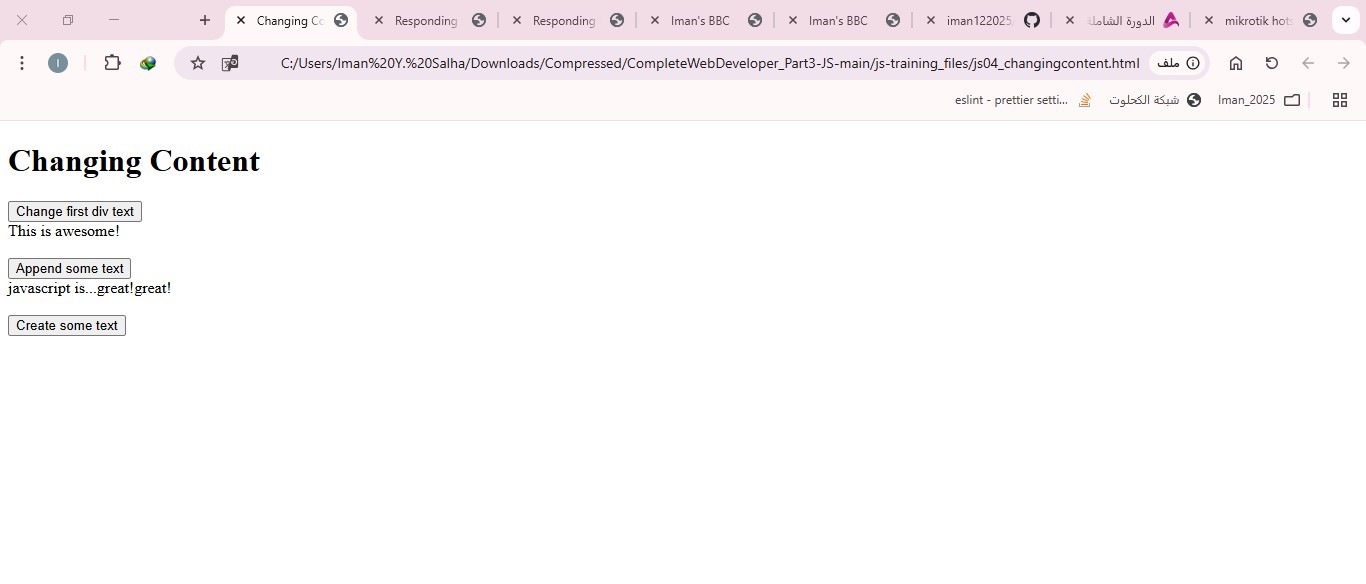 Changing Co
Responding
Responding
Iman's BBC
Iman's BBC
iman122025
الدورة الشاملة
mikrotik hot
I
C:/Users/Iman%20Y.%20Salha/Downloads/Compressed/CompleteWebDeveloper_Part3-JS-main/js-training_files/js04_changingcontent.html
ملف
eslint - prettier setti...
شبكة الكحلوت
Iman_2025
Changing Content
Change first div text
This is awesome!
Append some text
javascript is...great!great!
Create some text